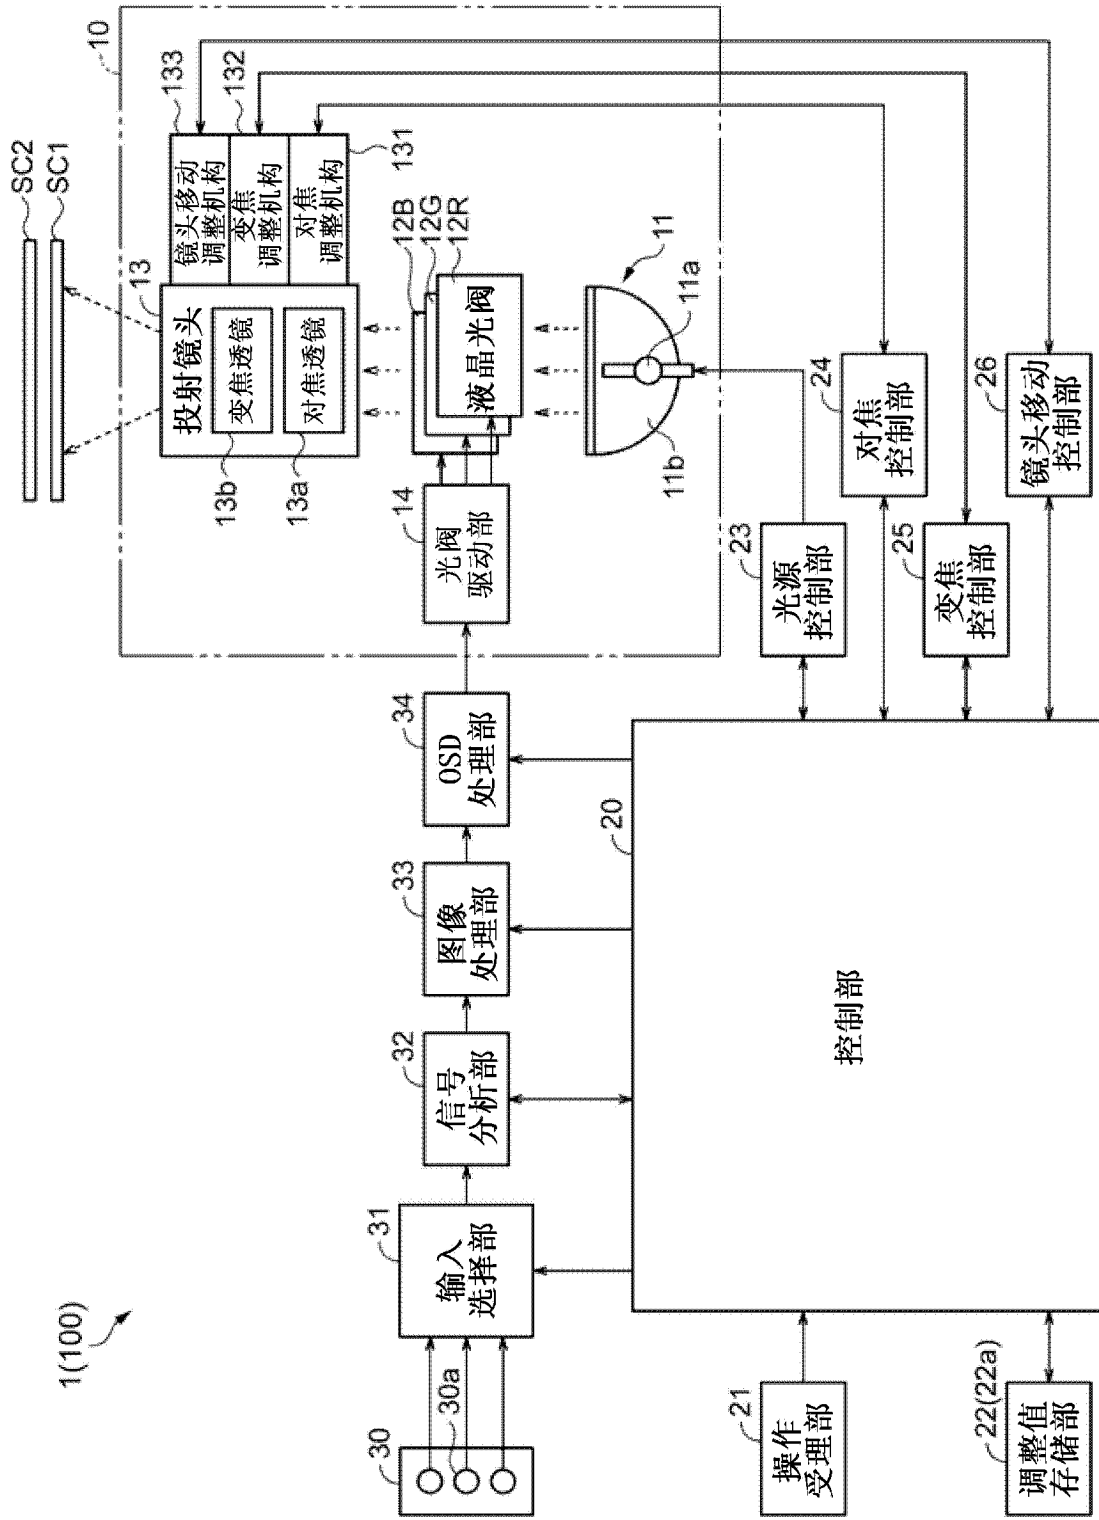 1(100)
SC2
SC1
10
133
132
131
镜头移动
调整机构
变焦
调整机构
对焦
调整机构
13
投射镜头
变焦透镜
对焦透镜
13b
13a
12B
12G
12R
液晶光阀
11
11a
11b
14
光阀
驱动部
34
OSD
处理部
33
图像
处理部
32
信号
分析部
31
输入
选择部
30
30a
20
控制部
23
光源
控制部
24
对焦
控制部
25
变焦
控制部
26
镜头移动
控制部
21
操作
受理部
22(22a)
调整值
存储部